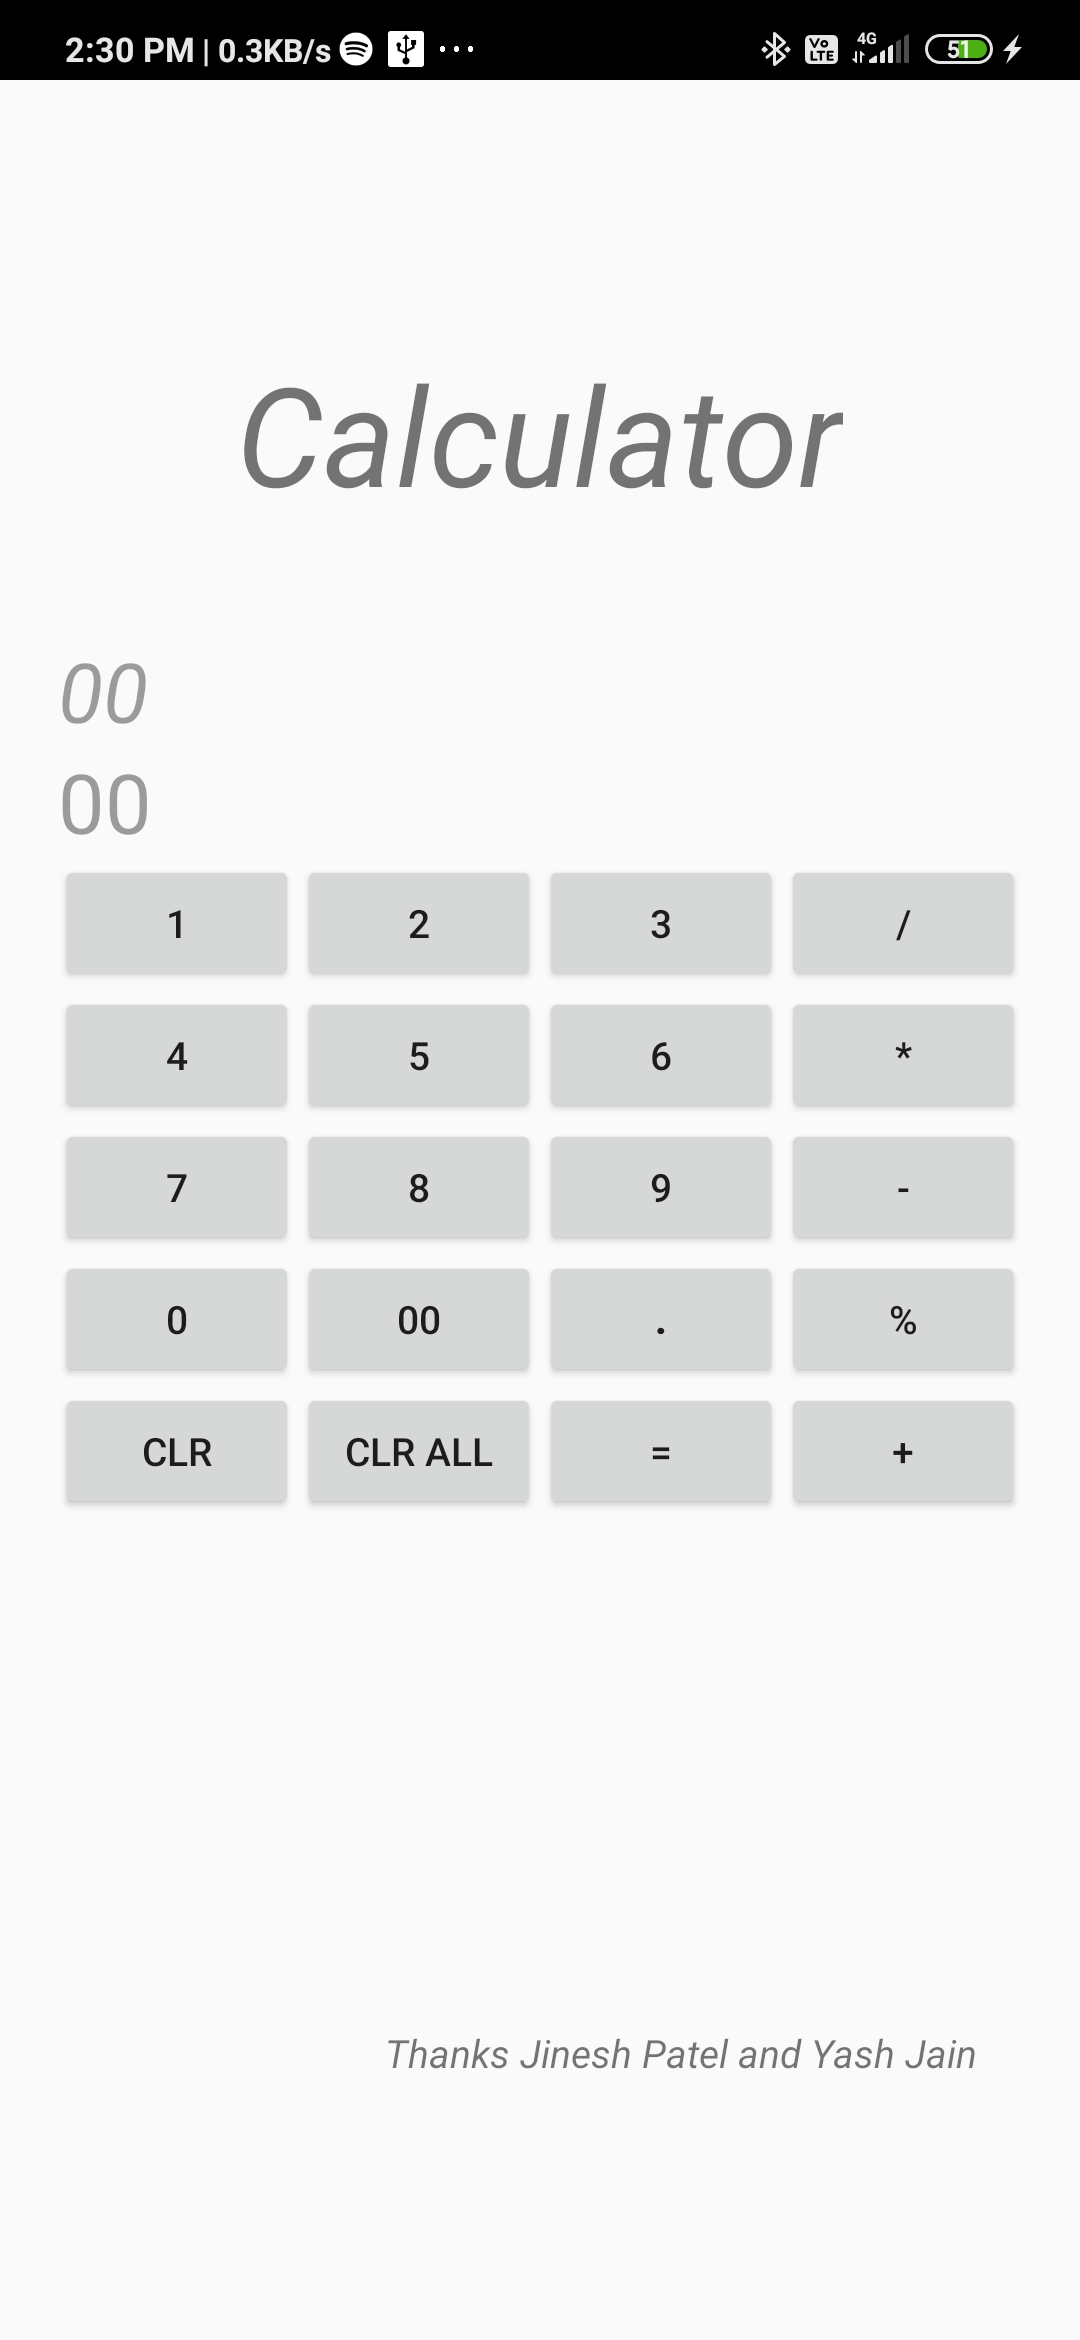 2:30 PM | 0.3KB/s ... Vo LTE 4G 51
Calculator
00
00
1 2 3 /
4 5 6 *
7 8 9 -
0 00 . %
CLR CLR ALL = +
Thanks Jinesh Patel and Yash Jain